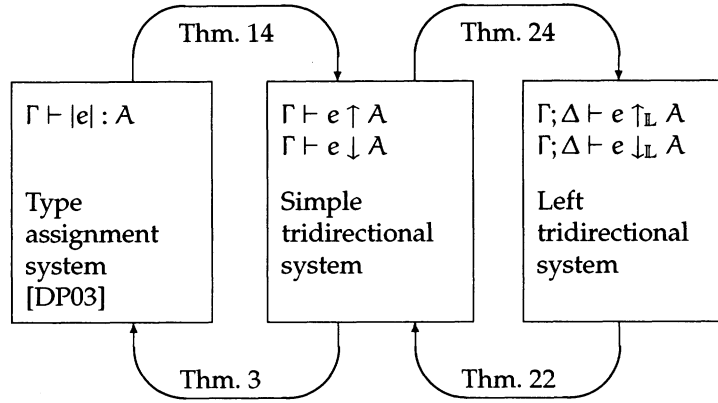 Thm. 14
Thm. 24
Γ ⊢ |e| : A
Type
assignment
system
[DP03]
Γ ⊢ e ↑ A
Γ ⊢ e ↓ A
Simple
tridirectional
system
Γ; Δ ⊢ e ↑𝕃 A
Γ; Δ ⊢ e ↓𝕃 A
Left
tridirectional
system
Thm. 3
Thm. 22